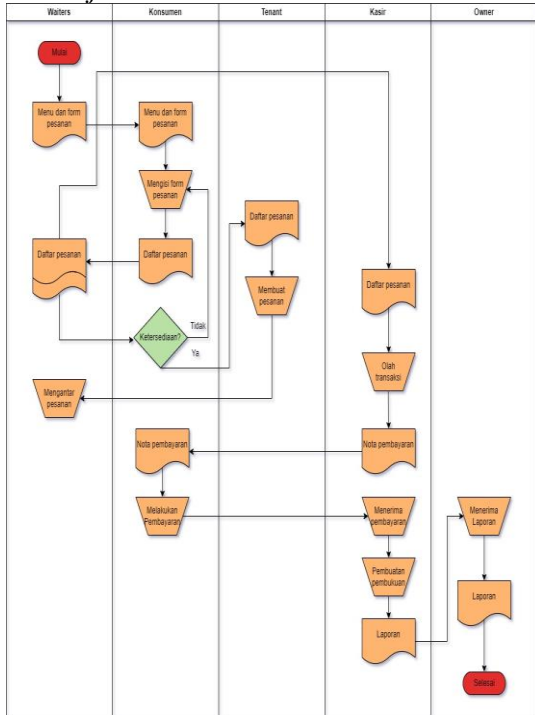 Waiters
Konsumen
Tenant
Kasir
Owner
Mulai
Menu dan form
pesanan
Menu dan form
pesanan
Mengisi form
pesanan
Daftar pesanan
Daftar pesanan
Daftar pesanan
Membuat
pesanan
Daftar pesanan
Ketersediaan?
Tidak
Ya
Mengantar
pesanan
Olah
transaksi
Nota pembayaran
Nota pembayaran
Melakukan
Pembayaran
Menerima
pembayaran
Menerima
Laporan
Pembuatan
pembukuan
Laporan
Laporan
Selesai